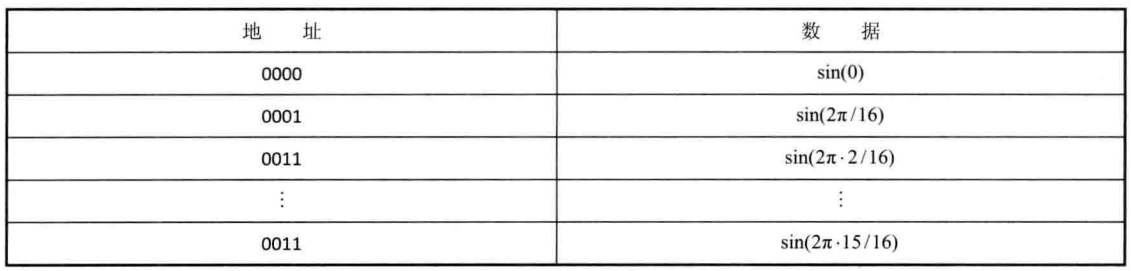 地 址 数 据
0000 sin(0)
0001 sin(2π/16)
0011 sin(2π·2/16)
⋮ ⋮
0011 sin(2π·15/16)